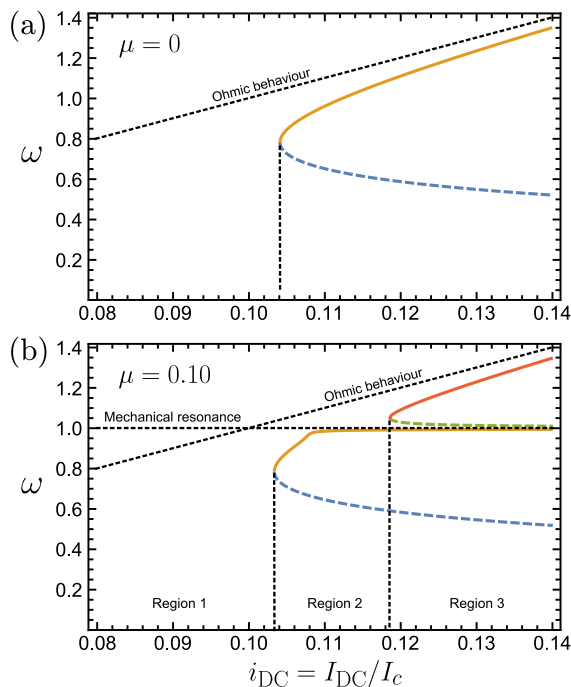 (a)
1.4
μ = 0
1.2
Ohmic behaviour
1.0
ω
0.8
0.6
0.4
0.2
0.08 0.09 0.10 0.11 0.12 0.13 0.14
(b)
1.4
μ = 0.10
Ohmic behaviour
1.2
Mechanical resonance
1.0
0.8
ω
0.6
0.4
0.2
Region 1 Region 2 Region 3
0.08 0.09 0.10 0.11 0.12 0.13 0.14
i_DC = I_DC/I_c